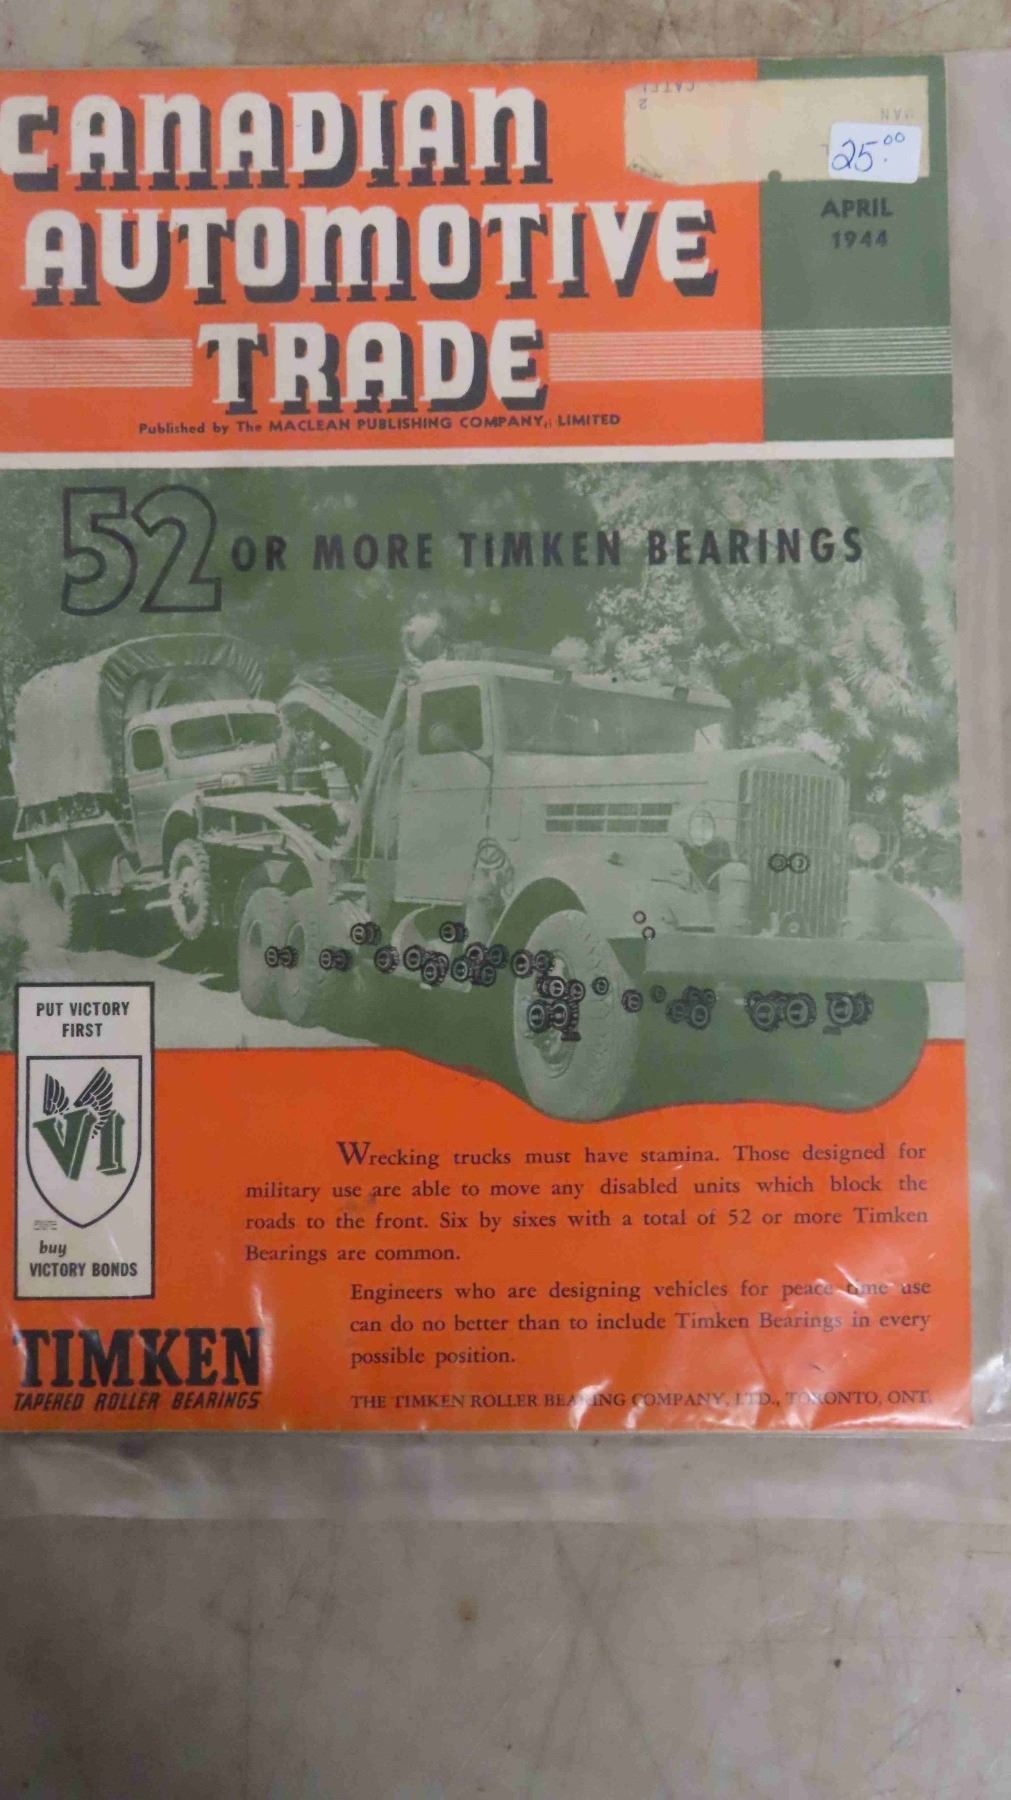 CANADIAN
AUTOMOTIVE
TRADE
25.00
APRIL
1944
Published by The MACLEAN PUBLISHING COMPANY, LIMITED
52 OR MORE TIMKEN BEARINGS
PUT VICTORY
FIRST
V1
buy
VICTORY BONDS
Wrecking trucks must have stamina. Those designed for
military use are able to move any disabled units which block the
roads to the front. Six by sixes with a total of 52 or more Timken
Bearings are common.
Engineers who are designing vehicles for peace time use
can do no better than to include Timken Bearings in every
possible position.
TIMKEN
TAPERED ROLLER BEARINGS
THE TIMKEN ROLLER BEARING COMPANY, LTD., TORONTO, ONT.